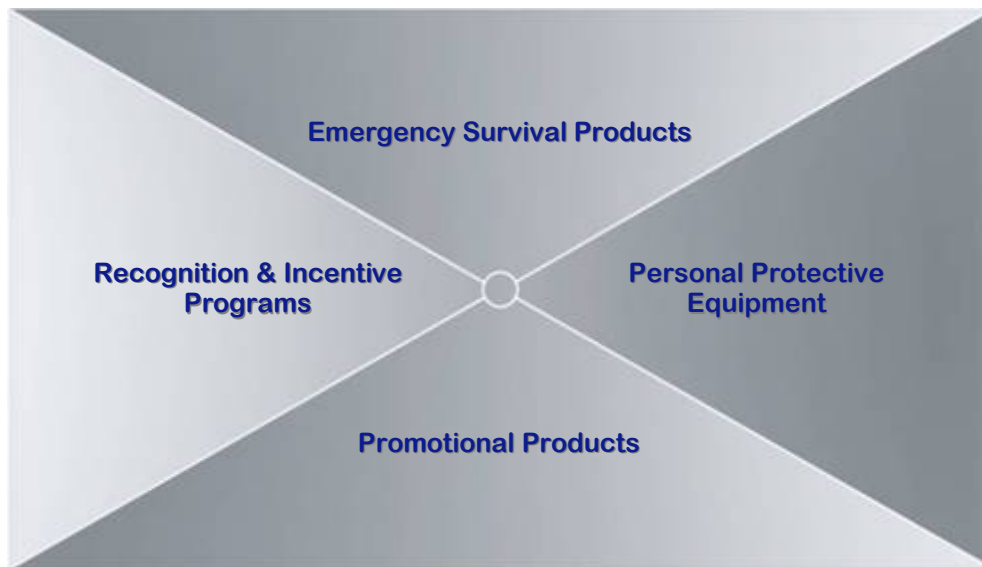 Emergency Survival Products
Recognition & Incentive
Programs
Personal Protective
Equipment
Promotional Products